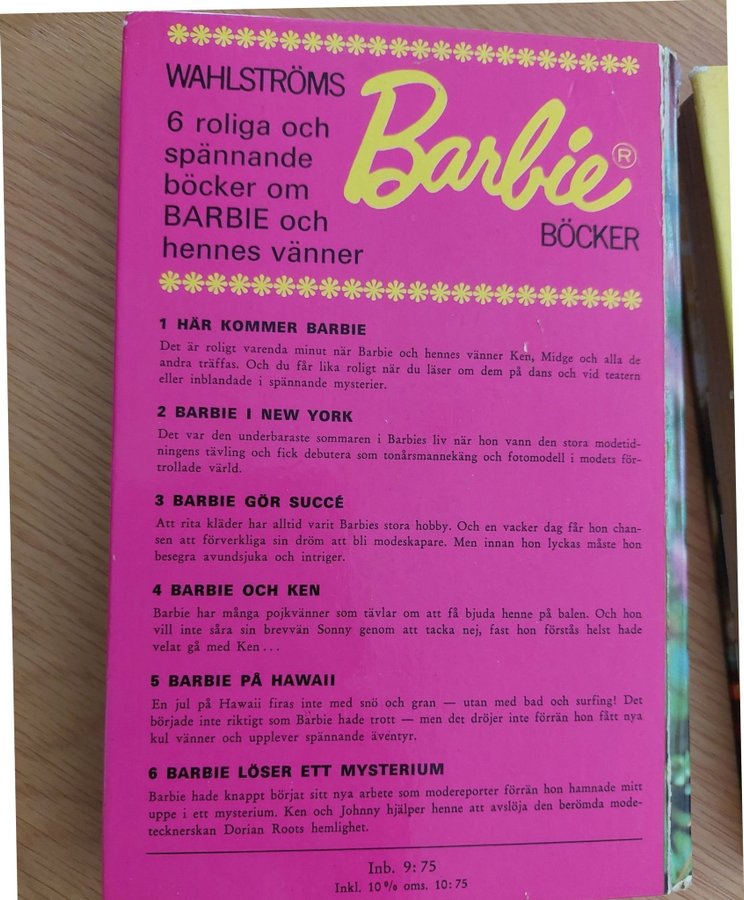 WAHLSTRÖMS
6 roliga och
spännande
böcker om
BARBIE och
hennes vänner
Barbie®
BÖCKER
1 HÄR KOMMER BARBIE
Det är roligt varenda minut när Barbie och hennes vänner Ken, Midge och alla de
andra träffas. Och du får lika roligt när du läser om dem på dans och vid teatern
eller inblandade i spännande mysterier.
2 BARBIE I NEW YORK
Det var den underbaraste sommaren i Barbies liv när hon vann den stora modetid-
ningens tävling och fick debutera som tonårsmannekäng och fotomodell i modets för-
trollade värld.
3 BARBIE GÖR SUCCÉ
Att rita kläder har alltid varit Barbies stora hobby. Och en vacker dag får hon chan-
sen att förverkliga sin dröm att bli modeskapare. Men innan hon lyckas måste hon
besegra avundsjuka och intriger.
4 BARBIE OCH KEN
Barbie har många pojkvänner som tävlar om att få bjuda henne på balen. Och hon
vill inte såra sin brevvän Sonny genom att tacka nej, fast hon förstås helst hade
velat gå med Ken...
5 BARBIE PÅ HAWAII
En jul på Hawaii firas inte med snö och gran — utan med bad och surfing! Det
började inte riktigt som Barbie hade trott — men det dröjer inte förrän hon fått nya
kul vänner och upplever spännande äventyr.
6 BARBIE LÖSER ETT MYSTERIUM
Barbie hade knappt börjat sitt nya arbete som modereporter förrän hon hamnade mitt
uppe i ett mysterium. Ken och Johnny hjälper henne att avslöja den berömda mode-
tecknerskan Dorian Roots hemlighet.
Inb. 9:75
Inkl. 10% oms. 10:75